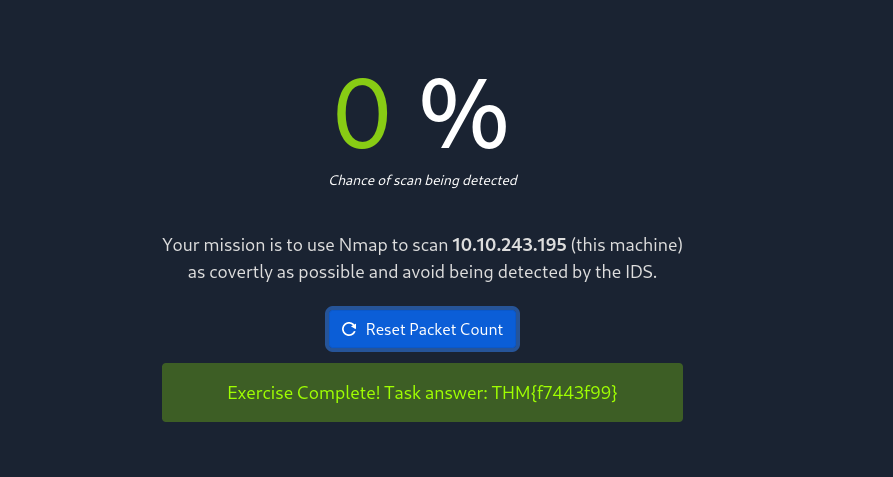 0 %
Chance of scan being detected
Your mission is to use Nmap to scan 10.10.243.195 (this machine)
as covertly as possible and avoid being detected by the IDS.
Reset Packet Count
Exercise Complete! Task answer: THM{f7443f99}